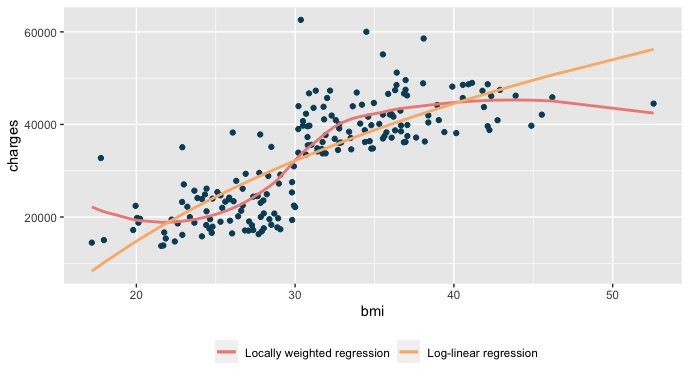 60000
40000
20000
charges
20 30 40 50
bmi
Locally weighted regression Log-linear regression